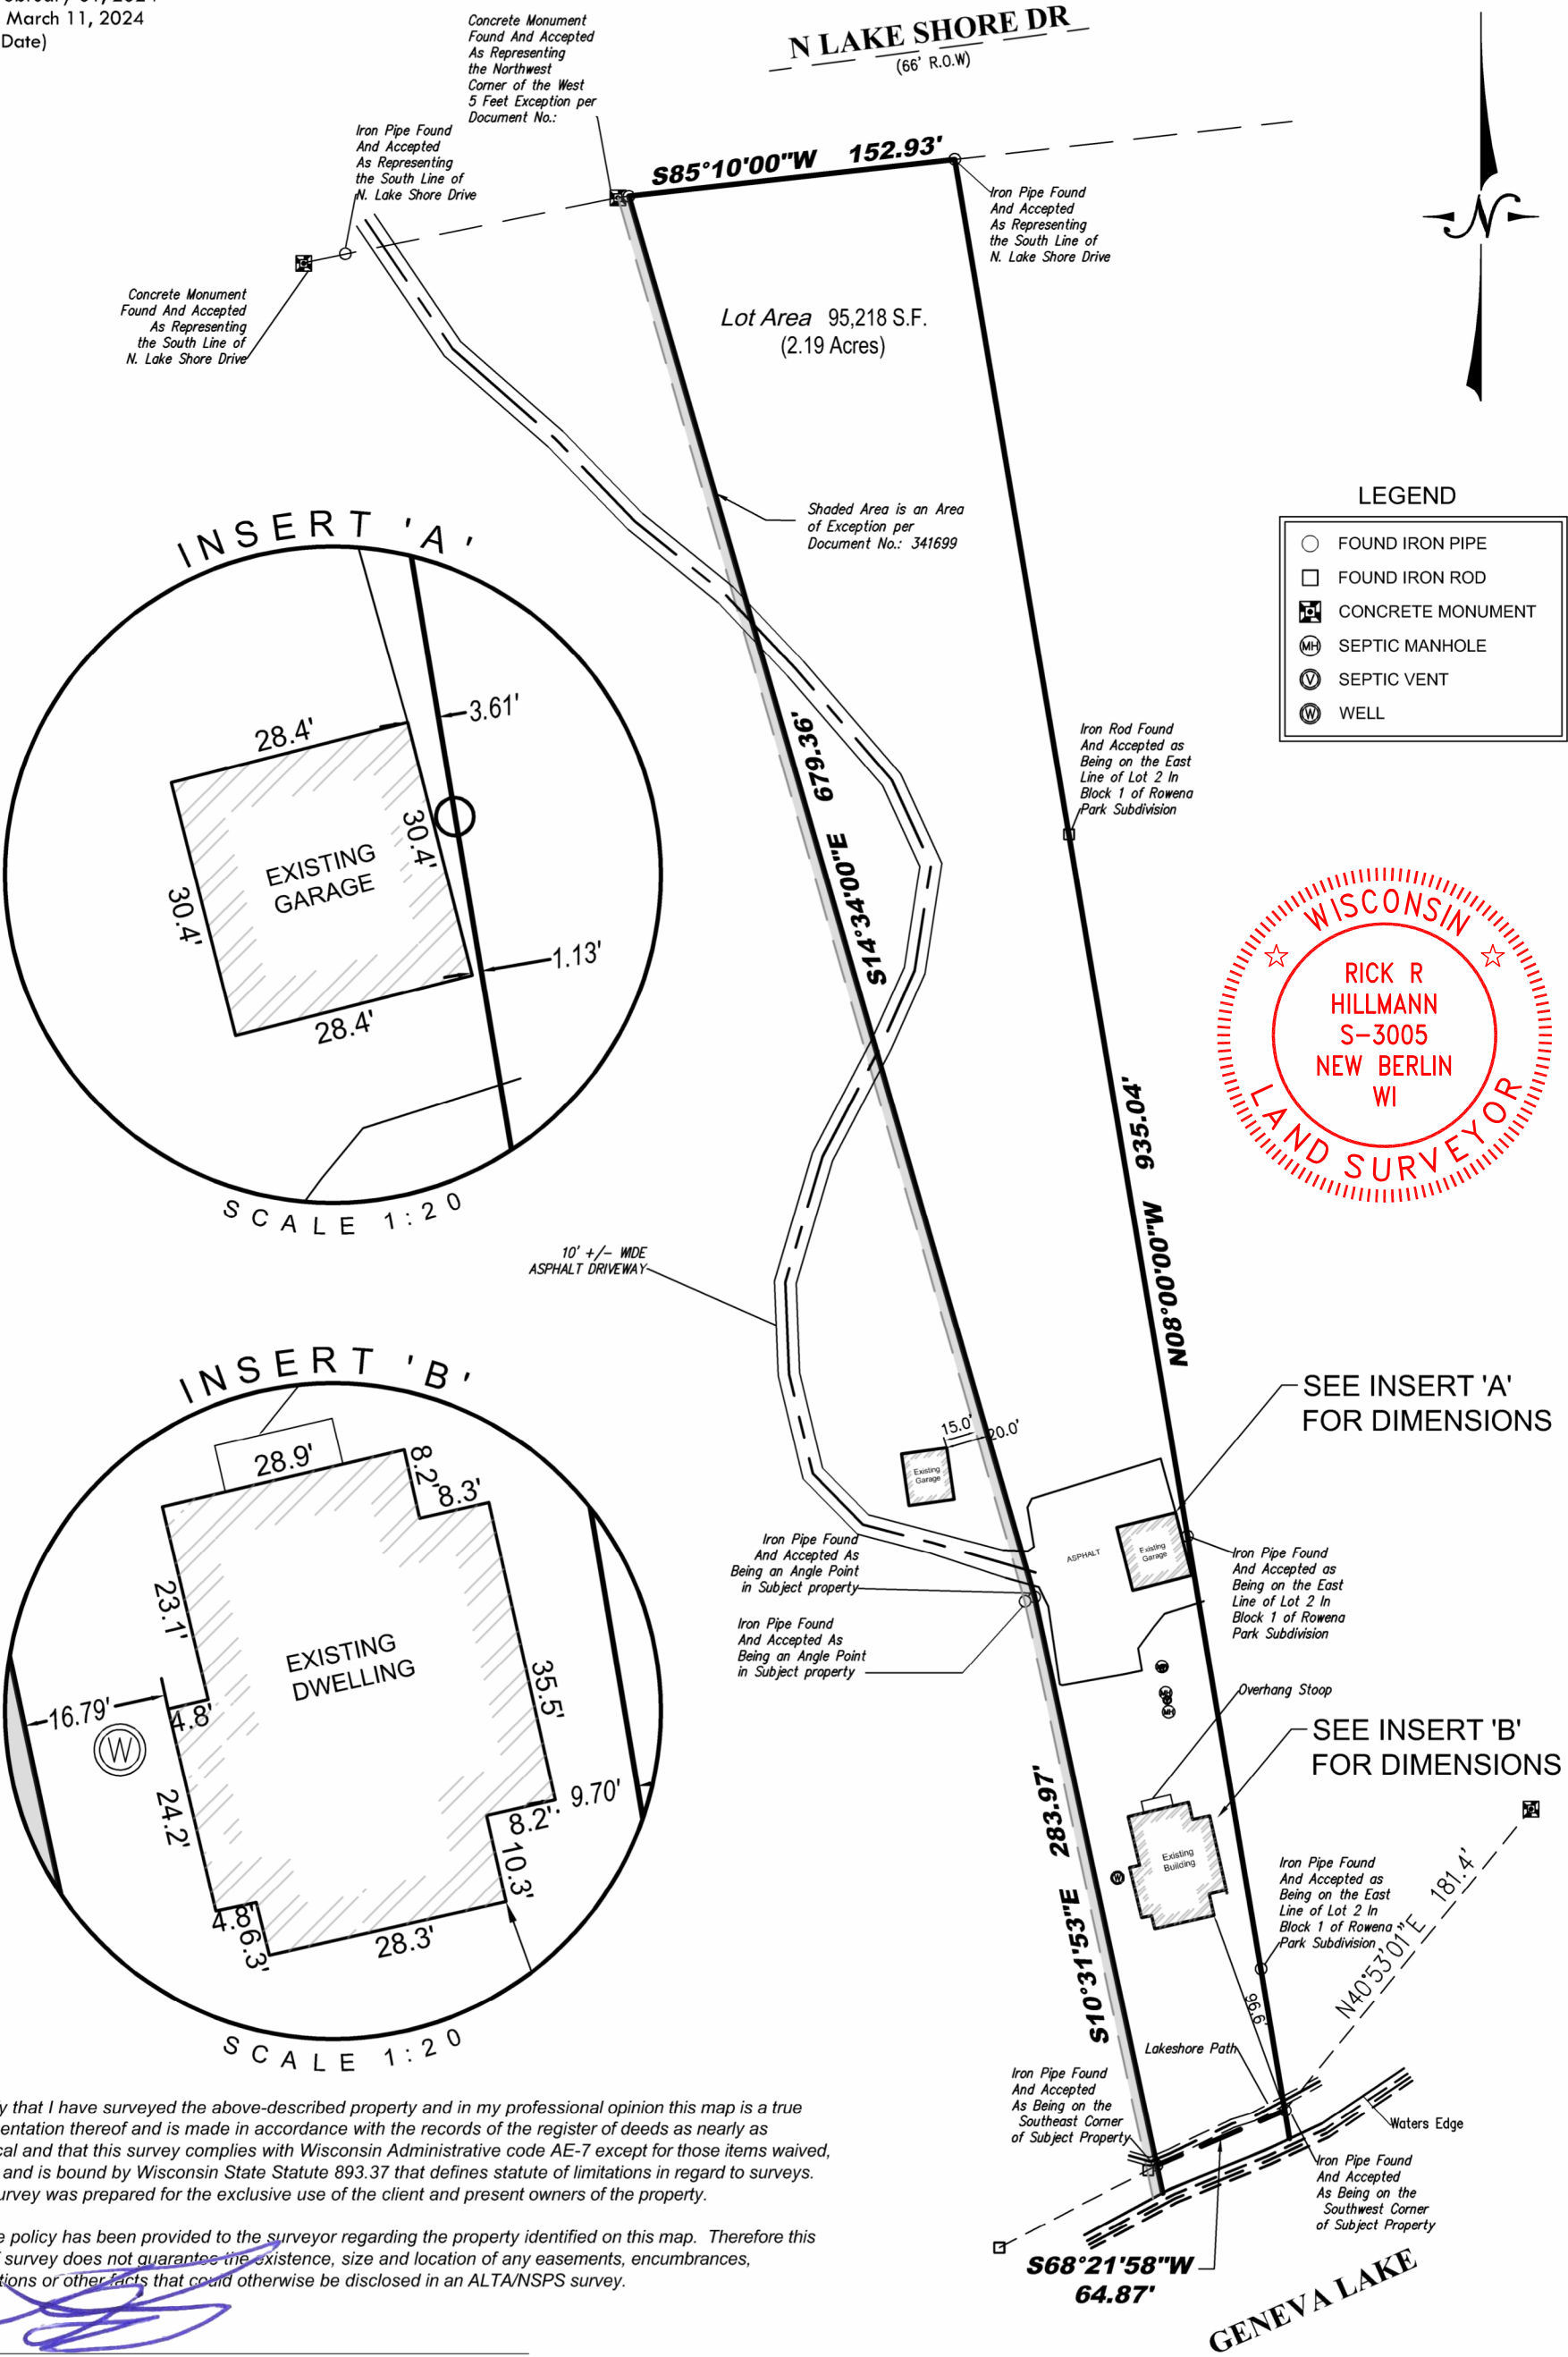 March 11, 2024
Date)
Concrete Monument
Found And Accepted
As Representing
the Northwest
Corner of the West
5 Feet Exception per
Document No.:
N LAKE SHORE DR
(66' R.O.W)
Iron Pipe Found
And Accepted
As Representing
the South Line of
N. Lake Shore Drive
S85°10'00"W 152.93'
Iron Pipe Found
And Accepted
As Representing
the South Line of
N. Lake Shore Drive
N
Concrete Monument
Found And Accepted
As Representing
the South Line of
N. Lake Shore Drive
Lot Area 95,218 S.F.
(2.19 Acres)
Shaded Area is an Area
of Exception per
Document No.: 341699
LEGEND
FOUND IRON PIPE
FOUND IRON ROD
CONCRETE MONUMENT
MH SEPTIC MANHOLE
V SEPTIC VENT
W WELL
INSERT 'A'
28.4'
3.61'
30.4'
EXISTING
GARAGE
30.4'
1.13'
28.4'
SCALE 1:20
S14°34'00"E 679.36'
Iron Rod Found
And Accepted as
Being on the East
Line of Lot 2 In
Block 1 of Rowena
Park Subdivision
WISCONSIN
RICK R
HILLMANN
S-3005
NEW BERLIN
WI
LAND SURVEYOR
N08°00'00"W 935.04'
10' +/- WIDE
ASPHALT DRIVEWAY
SEE INSERT 'A'
FOR DIMENSIONS
15.0'
20.0'
Existing
Garage
ASPHALT
Existing
Garage
Iron Pipe Found
And Accepted As
Being an Angle Point
in Subject property
Iron Pipe Found
And Accepted As
Being an Angle Point
in Subject property
Iron Pipe Found
And Accepted as
Being on the East
Line of Lot 2 In
Block 1 of Rowena
Park Subdivision
MH
MH
Overhang Stoop
SEE INSERT 'B'
FOR DIMENSIONS
INSERT 'B'
28.9'
8.2'
8.3'
23.1'
EXISTING
DWELLING
35.5'
16.79'
4.8'
W
24.2'
9.70'
8.2'
10.3'
4.8'
6.3'
28.3'
SCALE 1:20
S10°31'53"E 283.97'
Existing
Building
W
Iron Pipe Found
And Accepted as
Being on the East
Line of Lot 2 In
Block 1 of Rowena
Park Subdivision
N40°53'01"E 181.4'
96.6'
Lakeshore Path
Iron Pipe Found
And Accepted
As Being on the
Southeast Corner
of Subject Property
Waters Edge
Iron Pipe Found
And Accepted
As Being on the
Southwest Corner
of Subject Property
S68°21'58"W
64.87'
GENEVA LAKE
y that I have surveyed the above-described property and in my professional opinion this map is a true
entation thereof and is made in accordance with the records of the register of deeds as nearly as
cal and that this survey complies with Wisconsin Administrative code AE-7 except for those items waived,
and is bound by Wisconsin State Statute 893.37 that defines statute of limitations in regard to surveys.
urvey was prepared for the exclusive use of the client and present owners of the property.
e policy has been provided to the surveyor regarding the property identified on this map. Therefore this
survey does not guarantee the existence, size and location of any easements, encumbrances,
tions or other facts that could otherwise be disclosed in an ALTA/NSPS survey.